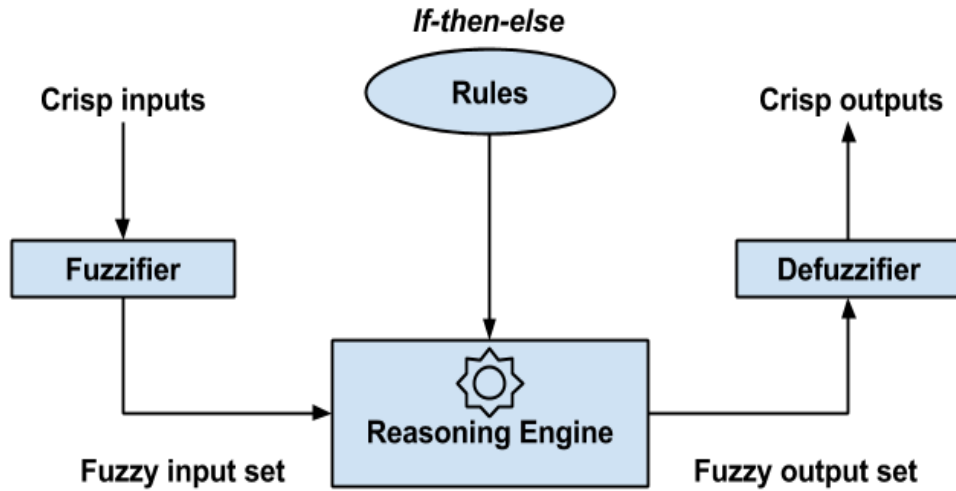 If-then-else
Crisp inputs
Rules
Crisp outputs
Fuzzifier
Defuzzifier
Reasoning Engine
Fuzzy input set
Fuzzy output set